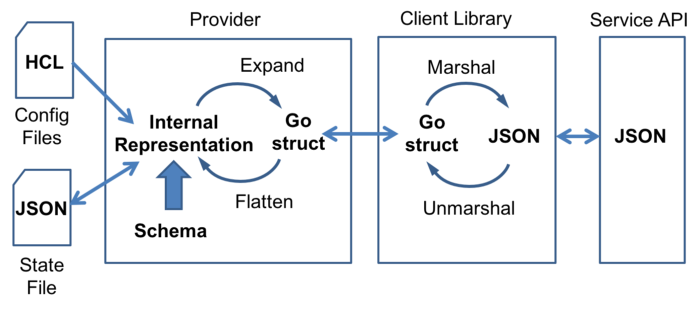 Provider
Client Library
Service API
HCL
Config
Files
JSON
State
File
Expand
Internal
Representation
Go
struct
Flatten
Schema
Marshal
Go
struct
JSON
Unmarshal
JSON